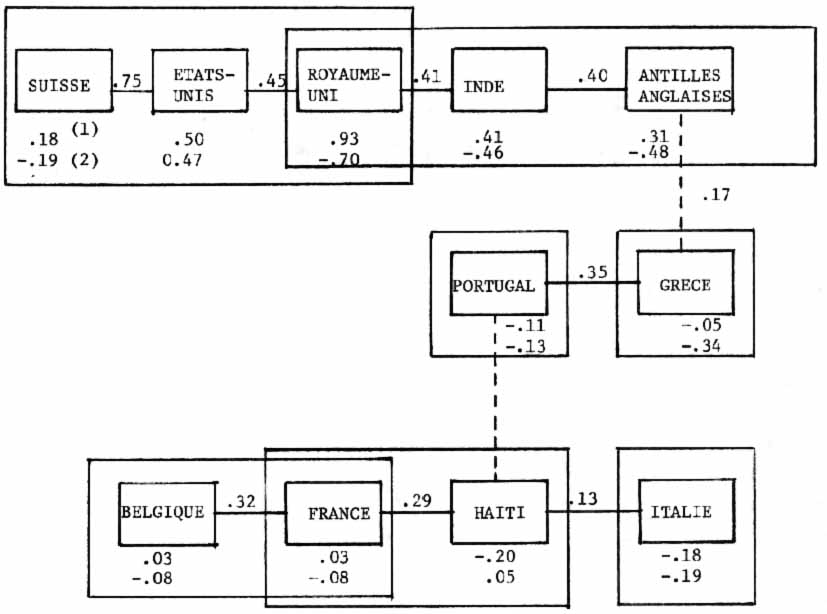 SUISSE
.75
ETATS-
UNIS
.45
ROYAUME-
UNI
.41
INDE
.40
ANTILLES
ANGLAISES
.18 (1)
-.19 (2)
.50
0.47
.93
-.70
.41
-.46
.31
-.48
.17
PORTUGAL
.35
GRECE
-.11
-.13
-.05
-.34
BELGIQUE
.32
FRANCE
.29
HAITI
.13
ITALIE
.03
-.08
.03
-.08
-.20
.05
-.18
-.19